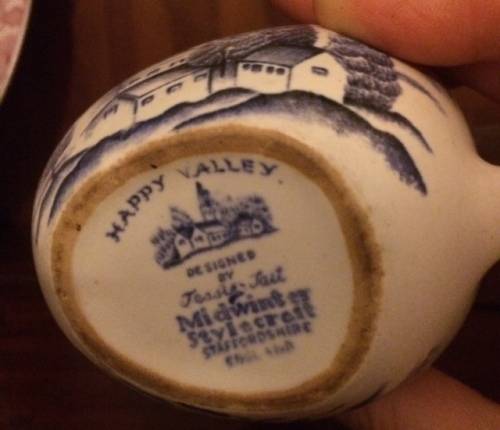 HAPPY VALLEY
DESIGNED
BY
Jessie Tait
Midwinter
Stylecraft
STAFFORDSHIRE
ENGLAND